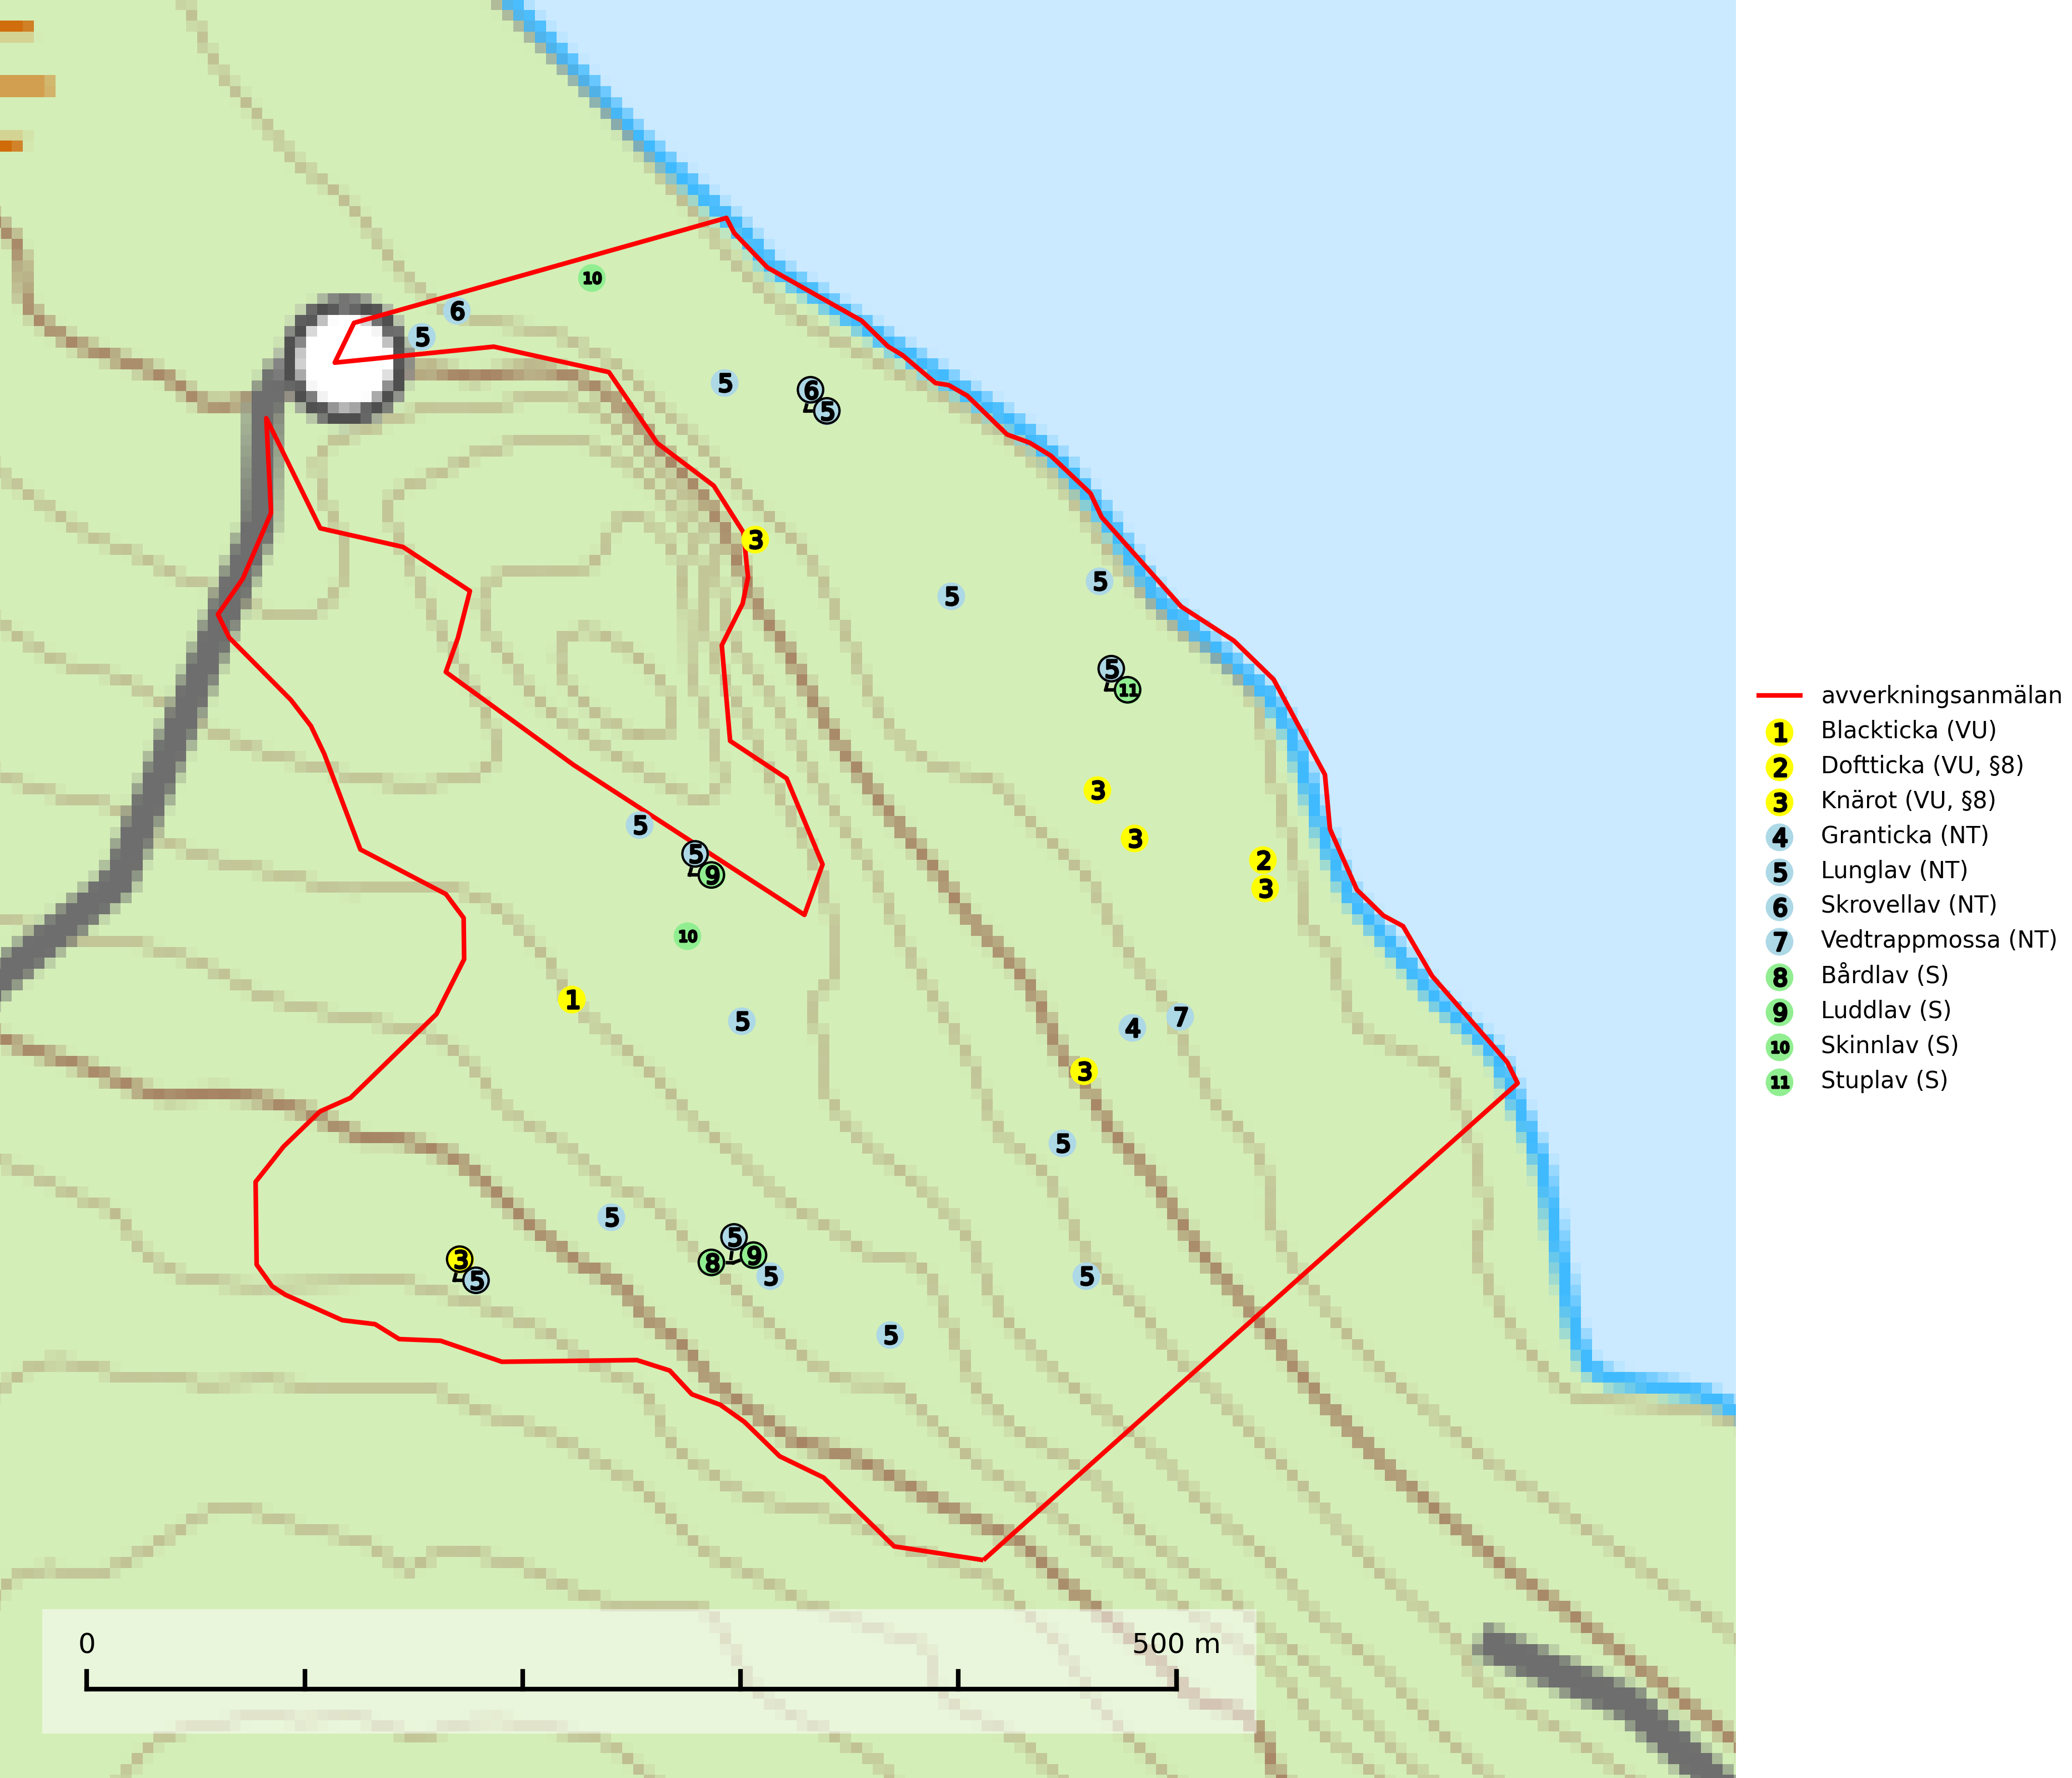 10
6
5
5
6
5
3
5
5
5
11
3
5
3
5
2
9
3
10
1
5
7
4
3
5
5
5
9
3
8
5
5
5
5
0
500 m
avverkningsanmälan
1 Blackticka (VU)
2 Doftticka (VU, §8)
3 Knärot (VU, §8)
4 Granticka (NT)
5 Lunglav (NT)
6 Skrovellav (NT)
7 Vedtrappmossa (NT)
8 Bårdlav (S)
9 Luddlav (S)
10 Skinnlav (S)
11 Stuplav (S)